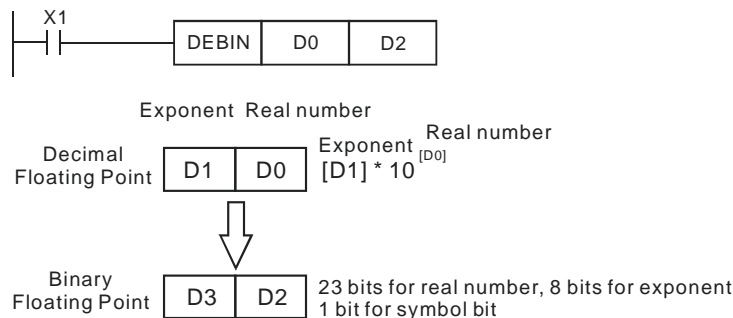 X1
DEBIN D0 D2
Exponent Real number
Decimal
Floating Point
D1 D0
Exponent Real number
[D1] * 10 [D0]
Binary
Floating Point
D3 D2
23 bits for real number, 8 bits for exponent
1 bit for symbol bit